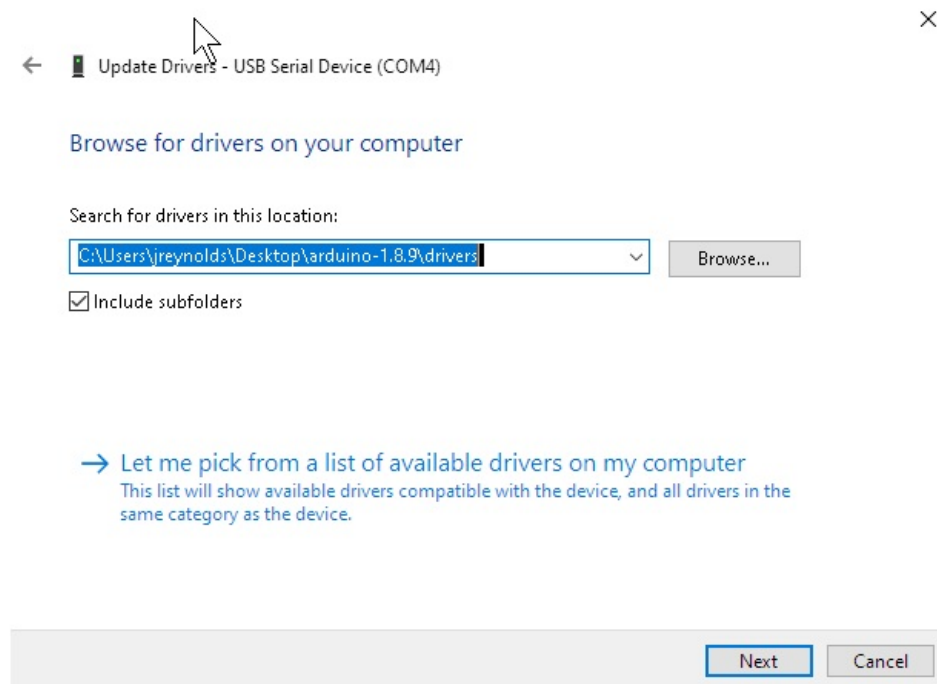 Update Drivers - USB Serial Device (COM4)
Browse for drivers on your computer
Search for drivers in this location:
C:\Users\jreynolds\Desktop\arduino-1.8.9\drivers
Browse...
Include subfolders
Let me pick from a list of available drivers on my computer
This list will show available drivers compatible with the device, and all drivers in the
same category as the device.
Next Cancel